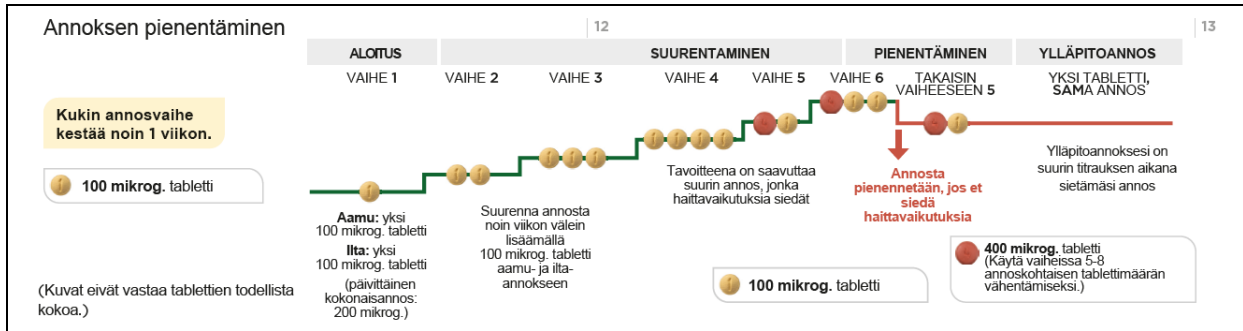 Annoksen pienentäminen
12
13
ALOITUS
SUURENTAMINEN
PIENENTÄMINEN
YLLÄPITOANNOS
VAIHE 1
VAIHE 2
VAIHE 3
VAIHE 4
VAIHE 5
VAIHE 6
TAKAISIN
VAIHEESEEN 5
YKSI TABLETTI,
SAMA ANNOS
Kukin annosvaihe
kestää noin 1 viikon.
100 mikrog. tabletti
Aamu: yksi
100 mikrog. tabletti
Ilta: yksi
100 mikrog. tabletti
(päivittäinen
kokonaisannos:
200 mikrog.)
Suurenna annosta
noin viikon välein
lisäämällä
100 mikrog. tabletti
aamu- ja ilta-
annokseen
Tavoitteena on saavuttaa
suurin annos, jonka
haittavaikutuksia siedät
Annosta
pienennetään, jos et
siedä
haittavaikutuksia
Ylläpitoannoksesi on
suurin titrauksen aikana
sietämäsi annos
100 mikrog. tabletti
400 mikrog. tabletti
(Käytä vaiheissa 5-8
annoskohtaisen tablettimäärän
vähentämiseksi.)
(Kuvat eivät vastaa tablettien todellista
kokoa.)